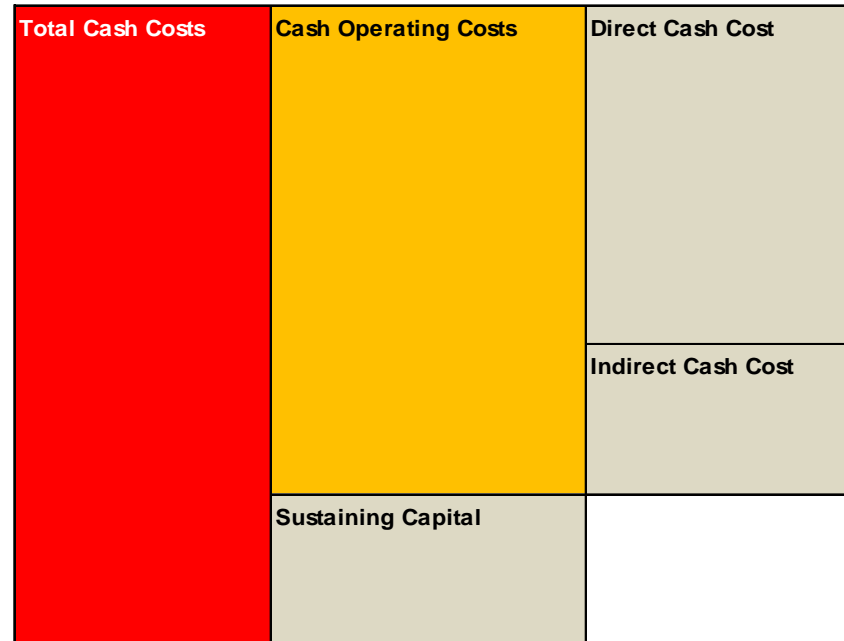 Total Cash Costs
Cash Operating Costs
Direct Cash Cost
Indirect Cash Cost
Sustaining Capital